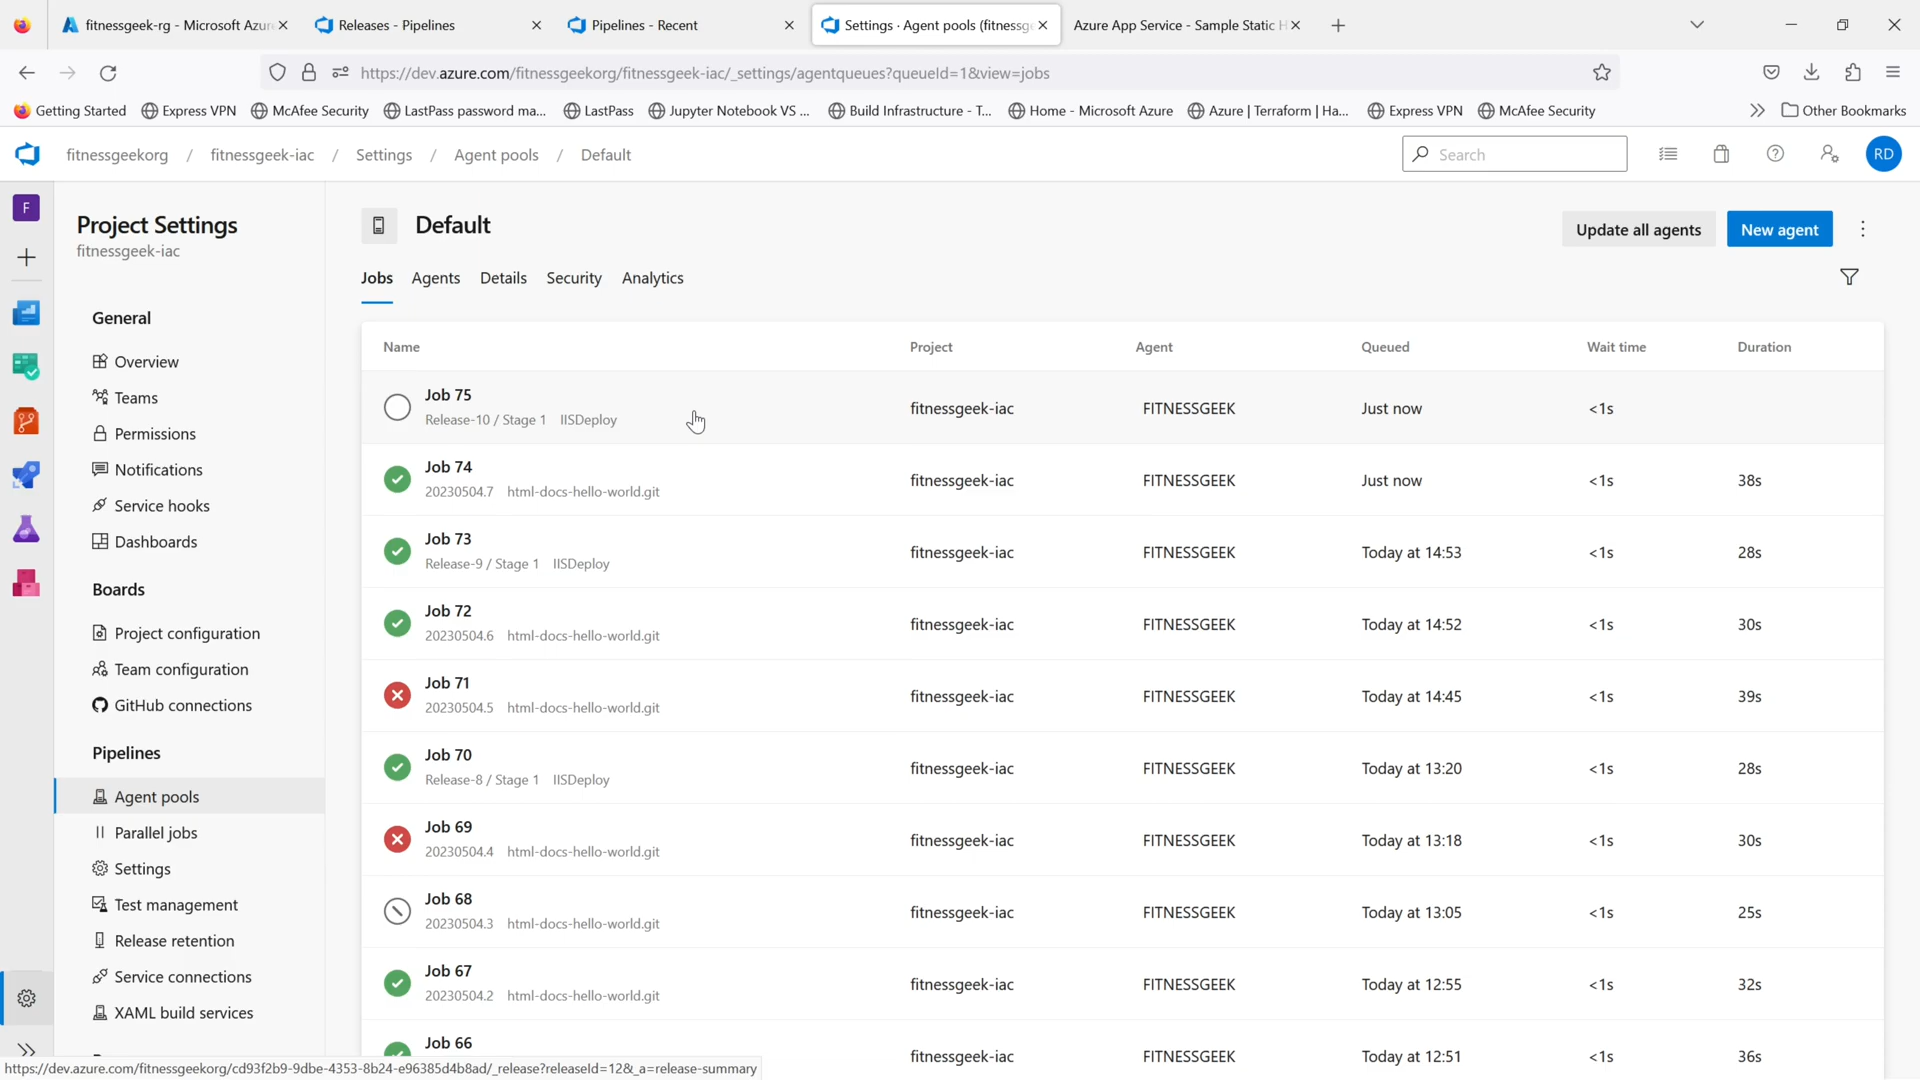 fitnessgeek-rg - Microsoft Azur
Releases - Pipelines
Pipelines - Recent
Settings · Agent pools (fitnessg
Azure App Service - Sample Static H
https://dev.azure.com/fitnessgeekorg/fitnessgeek-iac/_settings/agentqueues?queueId=1&view=jobs
Getting Started
Express VPN
McAfee Security
LastPass password ma...
LastPass
Jupyter Notebook VS ...
Build Infrastructure - T...
Home - Microsoft Azure
Azure | Terraform | Ha...
Express VPN
McAfee Security
Other Bookmarks
fitnessgeekorg / fitnessgeek-iac / Settings / Agent pools / Default
Search
RD
F
Project Settings
fitnessgeek-iac
General
Overview
Teams
Permissions
Notifications
Service hooks
Dashboards
Boards
Project configuration
Team configuration
GitHub connections
Pipelines
Agent pools
Parallel jobs
Settings
Test management
Release retention
Service connections
XAML build services
Default
Update all agents
New agent
Jobs Agents Details Security Analytics
Name Project Agent Queued Wait time Duration
Job 75
Release-10 / Stage 1 IISDeploy
fitnessgeek-iac FITNESSGEEK Just now <1s
Job 74
20230504.7 html-docs-hello-world.git
fitnessgeek-iac FITNESSGEEK Just now <1s 38s
Job 73
Release-9 / Stage 1 IISDeploy
fitnessgeek-iac FITNESSGEEK Today at 14:53 <1s 28s
Job 72
20230504.6 html-docs-hello-world.git
fitnessgeek-iac FITNESSGEEK Today at 14:52 <1s 30s
Job 71
20230504.5 html-docs-hello-world.git
fitnessgeek-iac FITNESSGEEK Today at 14:45 <1s 39s
Job 70
Release-8 / Stage 1 IISDeploy
fitnessgeek-iac FITNESSGEEK Today at 13:20 <1s 28s
Job 69
20230504.4 html-docs-hello-world.git
fitnessgeek-iac FITNESSGEEK Today at 13:18 <1s 30s
Job 68
20230504.3 html-docs-hello-world.git
fitnessgeek-iac FITNESSGEEK Today at 13:05 <1s 25s
Job 67
20230504.2 html-docs-hello-world.git
fitnessgeek-iac FITNESSGEEK Today at 12:55 <1s 32s
Job 66
fitnessgeek-iac FITNESSGEEK Today at 12:51 <1s 36s
https://dev.azure.com/fitnessgeekorg/cd93f2b9-9dbe-4353-8b24-e96385d4b8ad/_release?releaseId=12&_a=release-summary